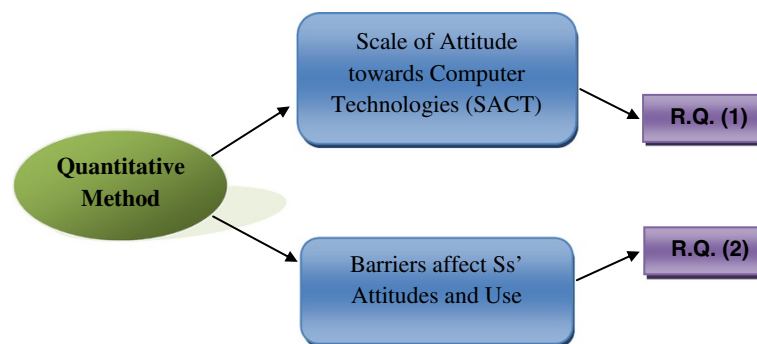 Scale of Attitude
towards Computer
Technologies (SACT)
R.Q. (1)
Quantitative
Method
R.Q. (2)
Barriers affect Ss’
Attitudes and Use